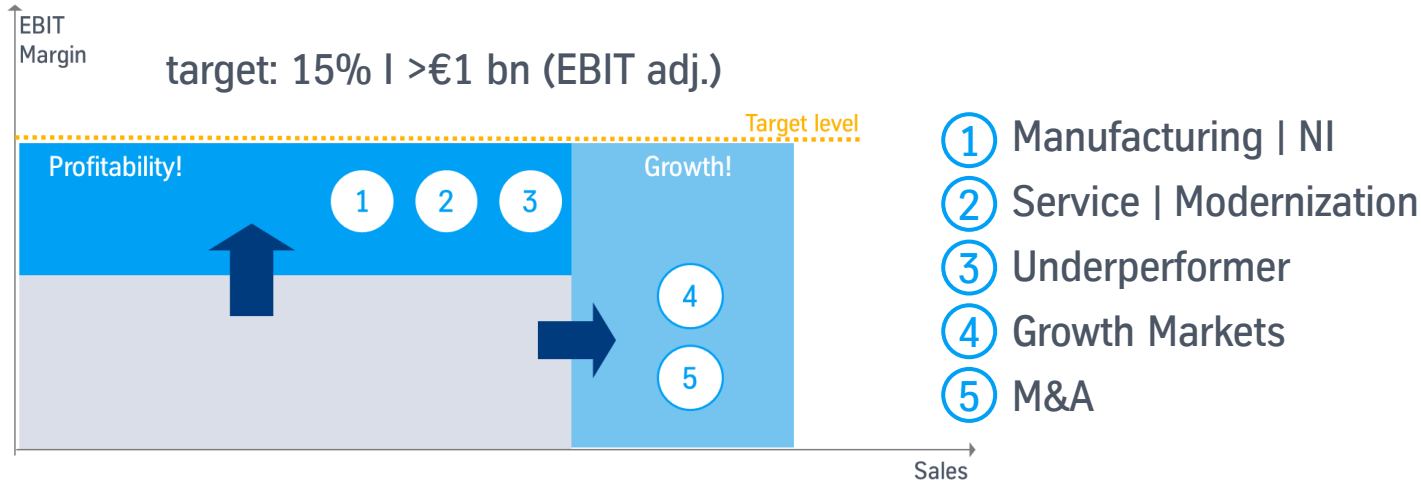 EBIT
Margin
target: 15% | >€1 bn (EBIT adj.)
Target level
Profitability!
Growth!
1
2
3
4
5
Sales
1 Manufacturing | NI
2 Service | Modernization
3 Underperformer
4 Growth Markets
5 M&A